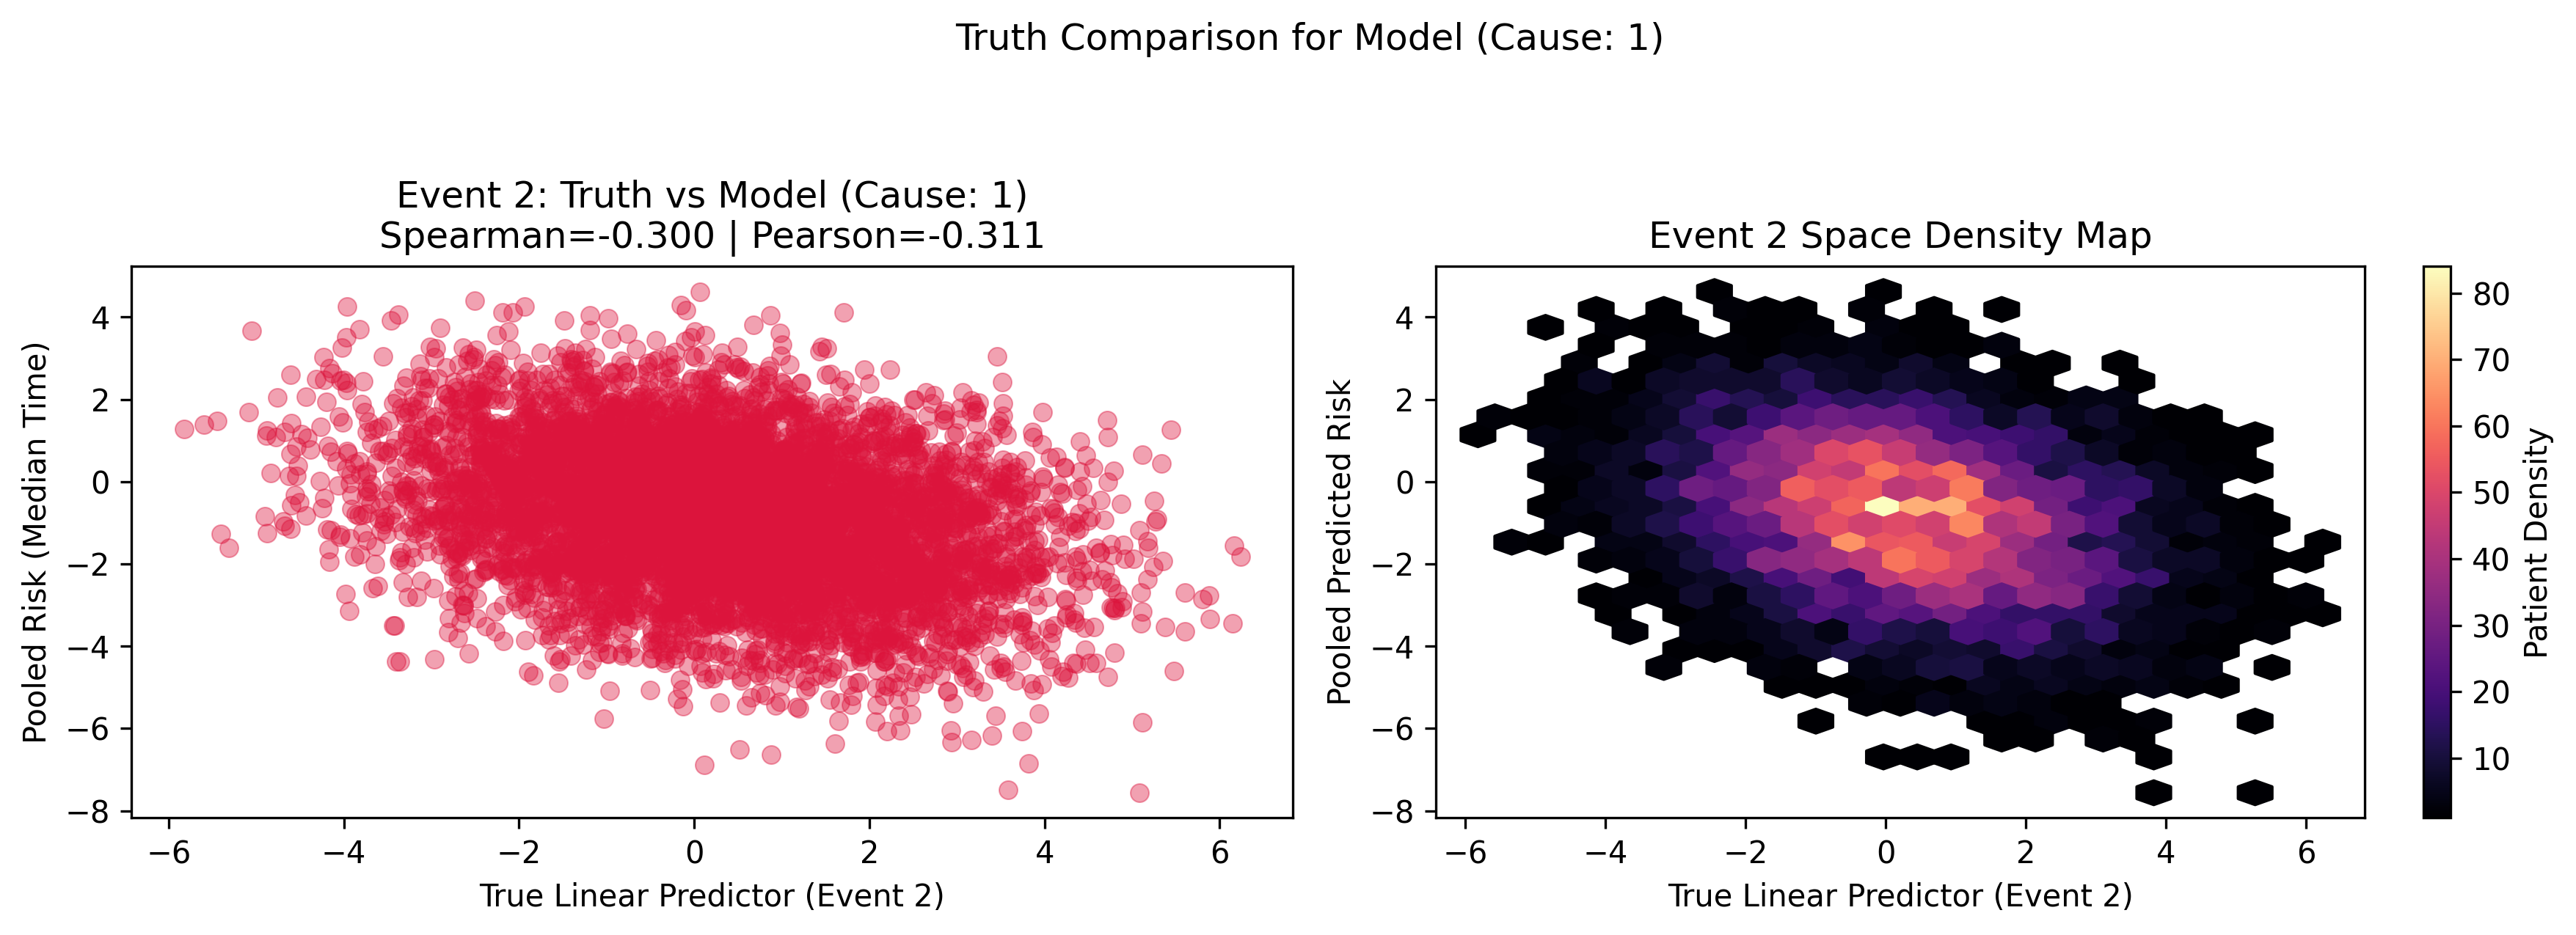 Truth Comparison for Model (Cause: 1)
Event 2: Truth vs Model (Cause: 1)
Spearman=-0.300 | Pearson=-0.311
Pooled Risk (Median Time)
4
2
0
−2
−4
−6
−8
−6 −4 −2 0 2 4 6
True Linear Predictor (Event 2)
Event 2 Space Density Map
Pooled Predicted Risk
4
2
0
−2
−4
−6
−8
−6 −4 −2 0 2 4 6
True Linear Predictor (Event 2)
80
70
60
50
40
30
20
10
Patient Density